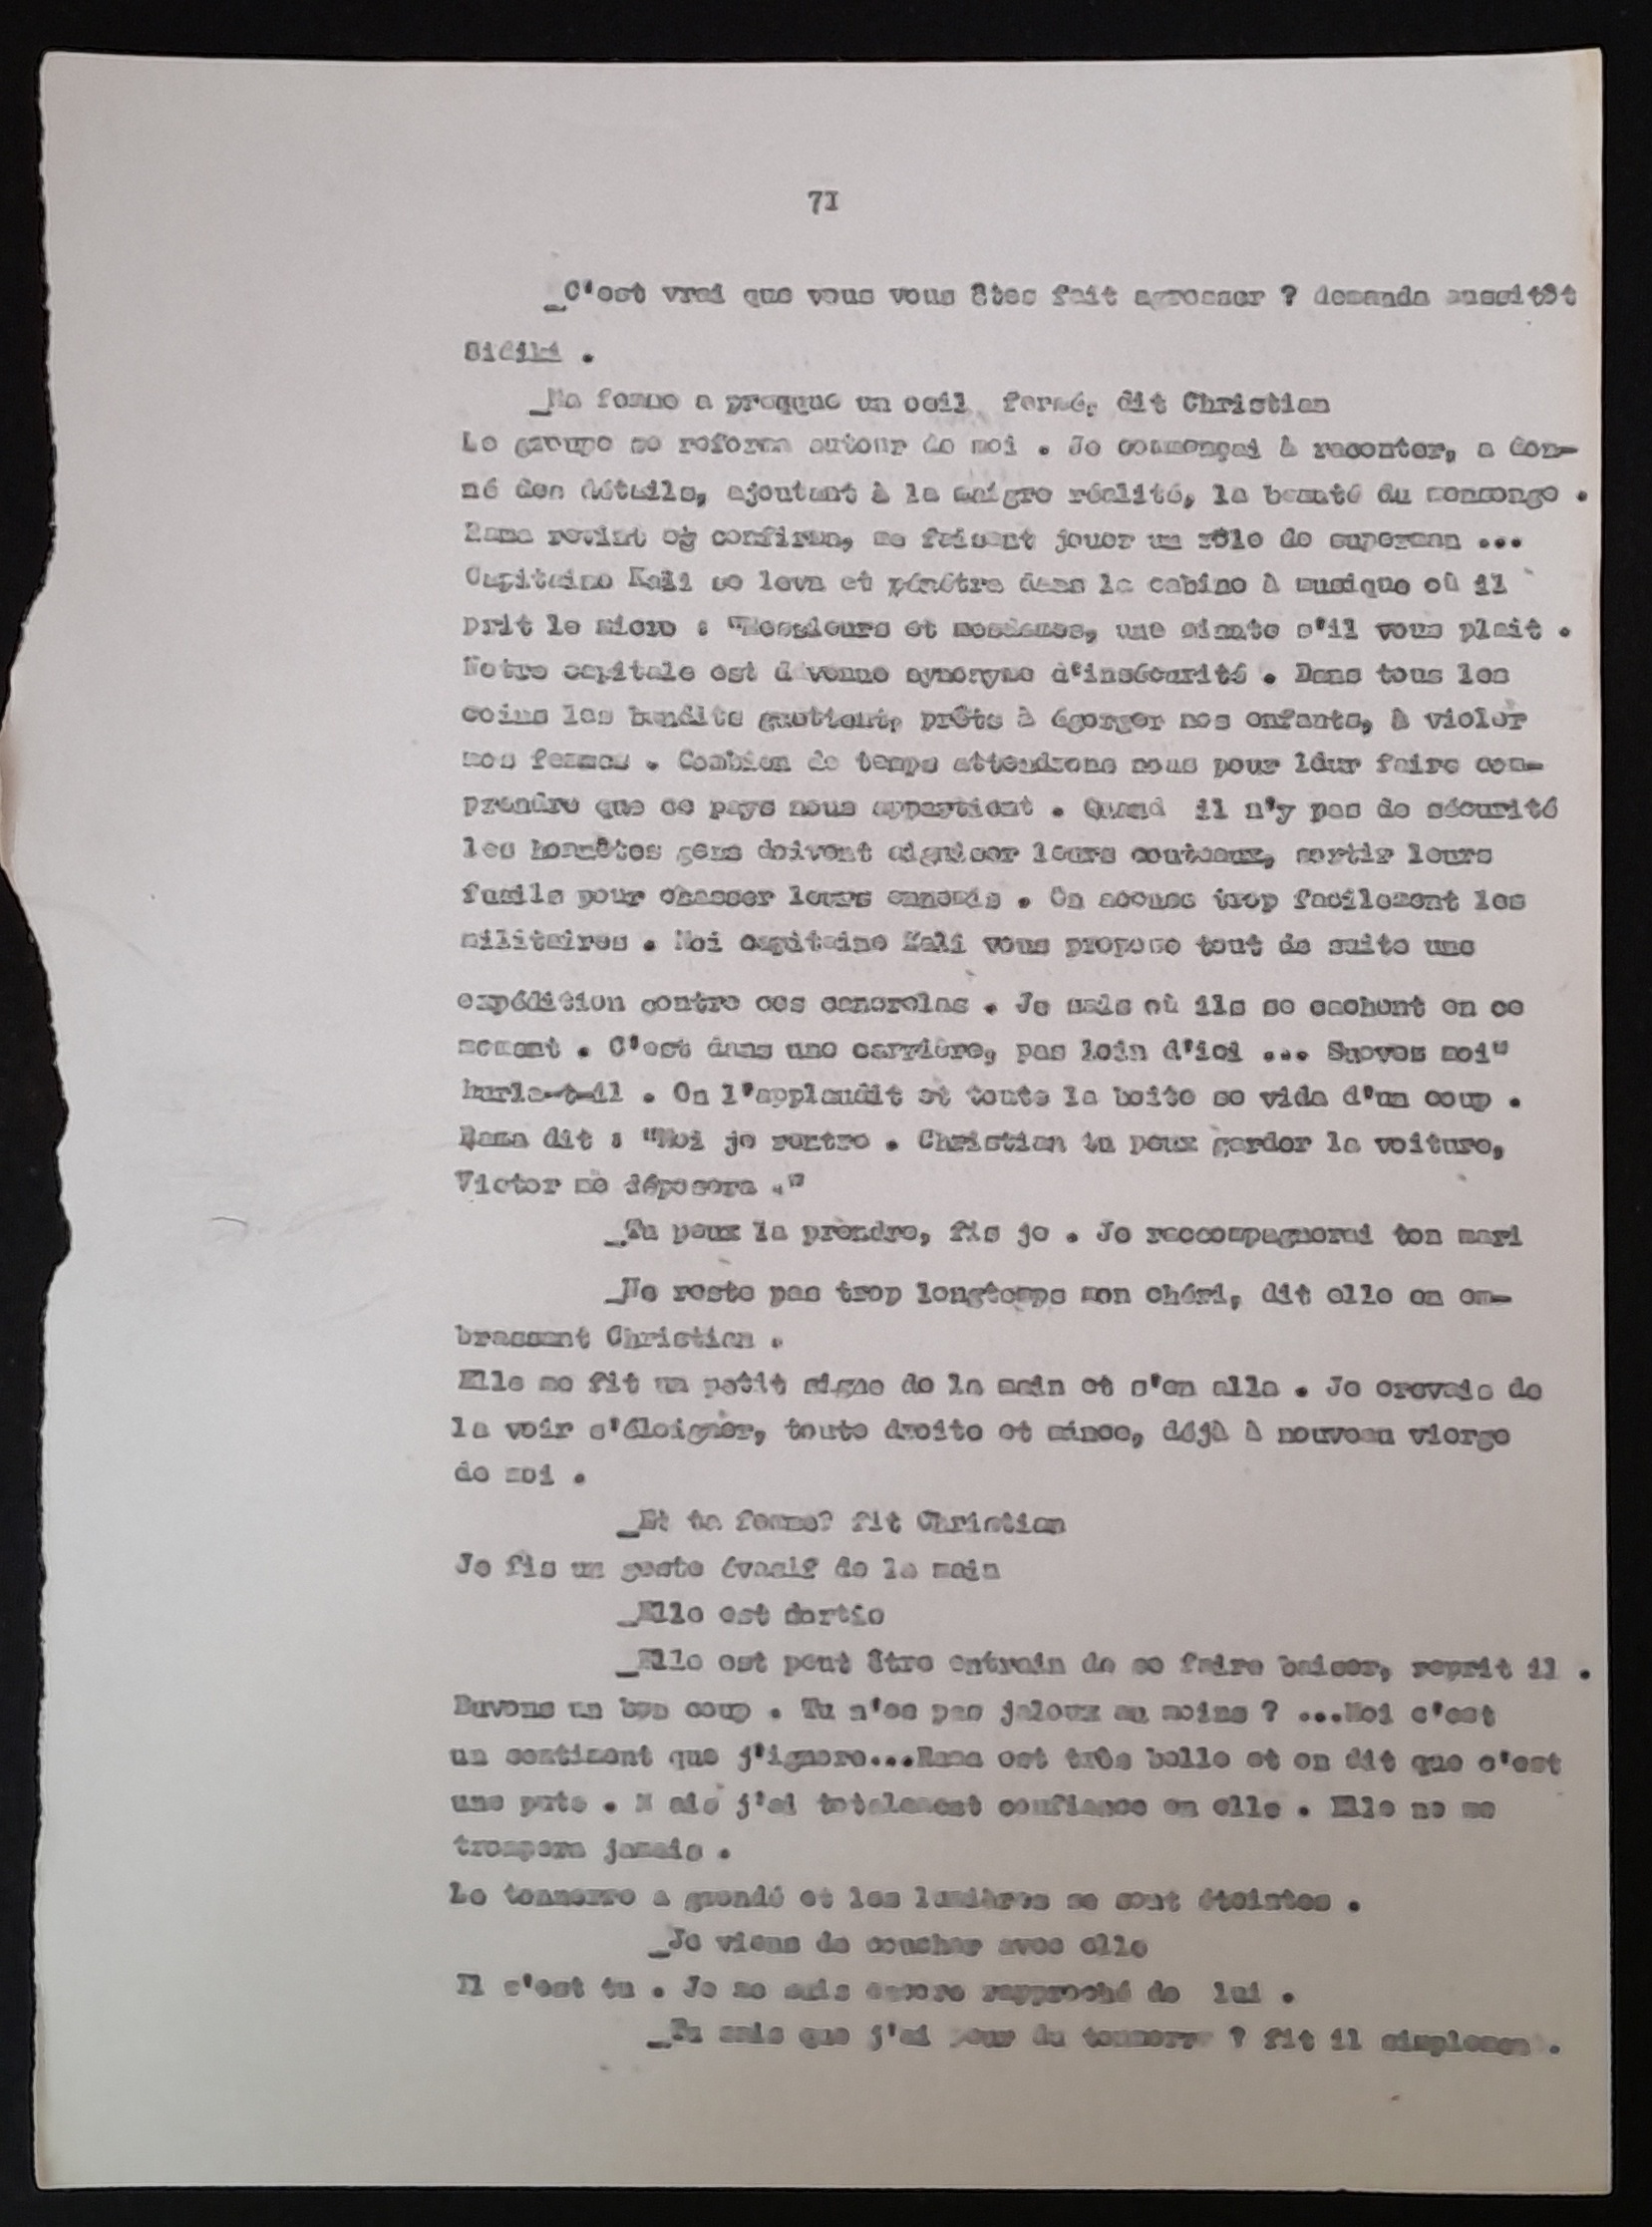 71
_C'est vrai que vous vous êtes fait agresser ? demanda aussitôt
Sidiki .
_Ma femme a presque un oeil fermé, dit Christian
Le groupe se reforma autour de moi . Je commençai à raconter, a don-
né des détails, ajoutant à la maigre réalité, la beauté du mensonge .
Rama revint et confirma, me faisant jouer un rôle de superman ...
Capitaine Kali se leva et pénétra dans la cabine à musique où il
prit le micro : "Messieurs et mesdames, une minute s'il vous plait .
Notre capitale est d venue synonyme d'insécurité . Dans tous les
coins les bandits guettent, prêts à égorger nos enfants, à violer
nos femmes . Combien de temps attendrons nous pour ldur faire com-
prendre que ce pays nous appartient . Quand il n'y pas de sécurité
les honnêtes gens doivent aiguiser leurs couteaux, sortir leurs
fusils pour chasser leurs ennemis . On accuse trop facilement les
militaires . Moi capitaine Kali vous propose tout de suite une
expédition contre ces canerelas . Je sais où ils se cachent en ce
moment . C'est dans une carrière, pas loin d'ici ... Suovez moi"
hurla-t-il . On l'applaudit et toute la boite se vida d'un coup .
Rama dit : "Moi je rentre . Christian tu peux garder la voiture,
Victor me déposera ."
_Tu peux la prendre, fis je . Je raccompagnerai ton mari
_Ne reste pas trop longtemps mon chéri, dit elle en em-
brassant Christian .
Elle me fit un petit signe de la main et s'en alla . Je crevais de
la voir s'éloigner, toute droite et mince, déjà à nouveau vierge
de moi .
_Et ta femme? fit Christian
Je fis un geste évasif de la main
_Elle est dortie
_Elle est peut être entrain de se faire baiser, reprit il .
Buvons un bon coup . Tu n'es pas jaloux au moins ? ...Moi c'est
un sentiment que j'ignore...Rama est très belle et on dit que c'est
une pute . M ais j'ai totalement confiance en elle . Elle ne me
trompera jamais .
Le tonnerre a grondé et les lumières se sont éteintes .
_Je viens de coucher avec elle
Il s'est tu . Je me suis encore rapproché de lui .
_Tu sais que j'ai peur du tonnerre ? fit il simplemen .